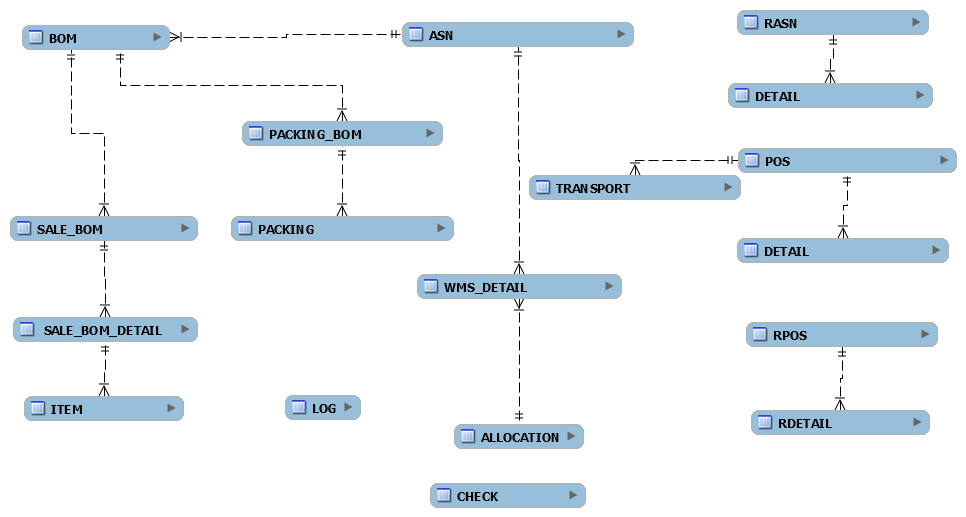 BOM
ASN
RASN
DETAIL
PACKING_BOM
POS
TRANSPORT
SALE_BOM
PACKING
DETAIL
WMS_DETAIL
SALE_BOM_DETAIL
RPOS
ITEM
LOG
RDETAIL
ALLOCATION
CHECK